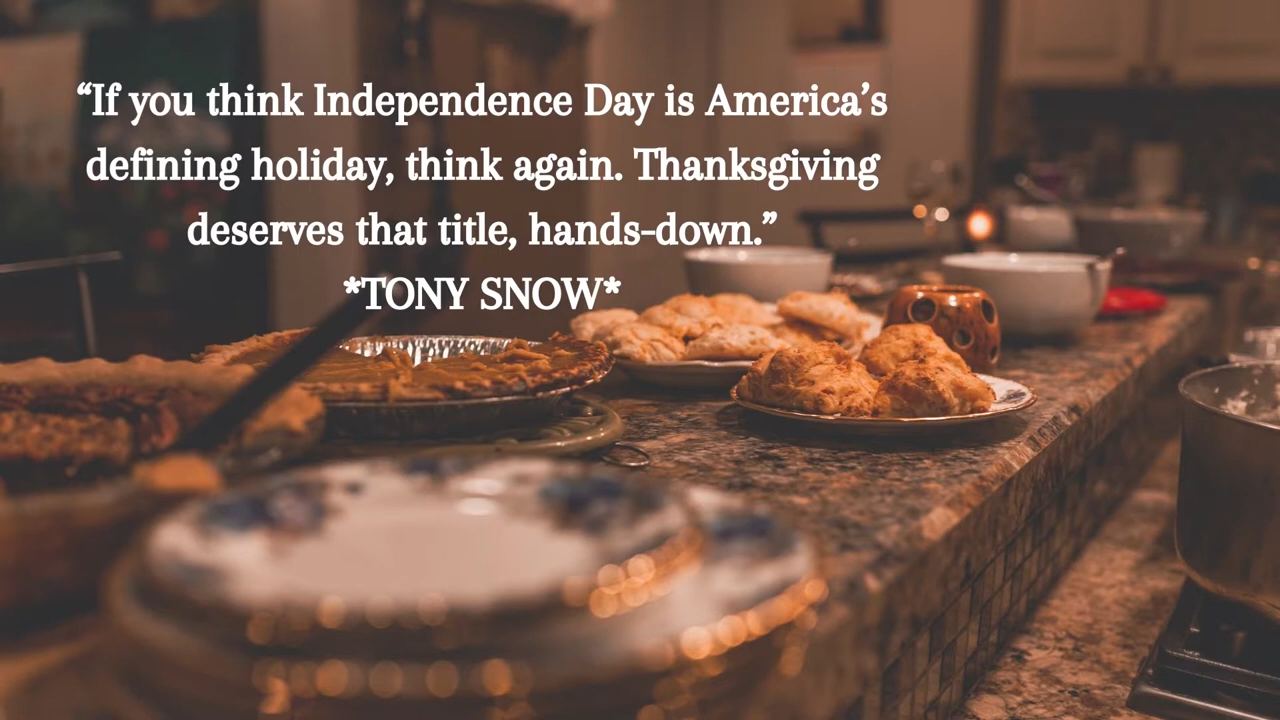 “If you think Independence Day is America’s
defining holiday, think again. Thanksgiving
deserves that title, hands-down.”
*TONY SNOW*